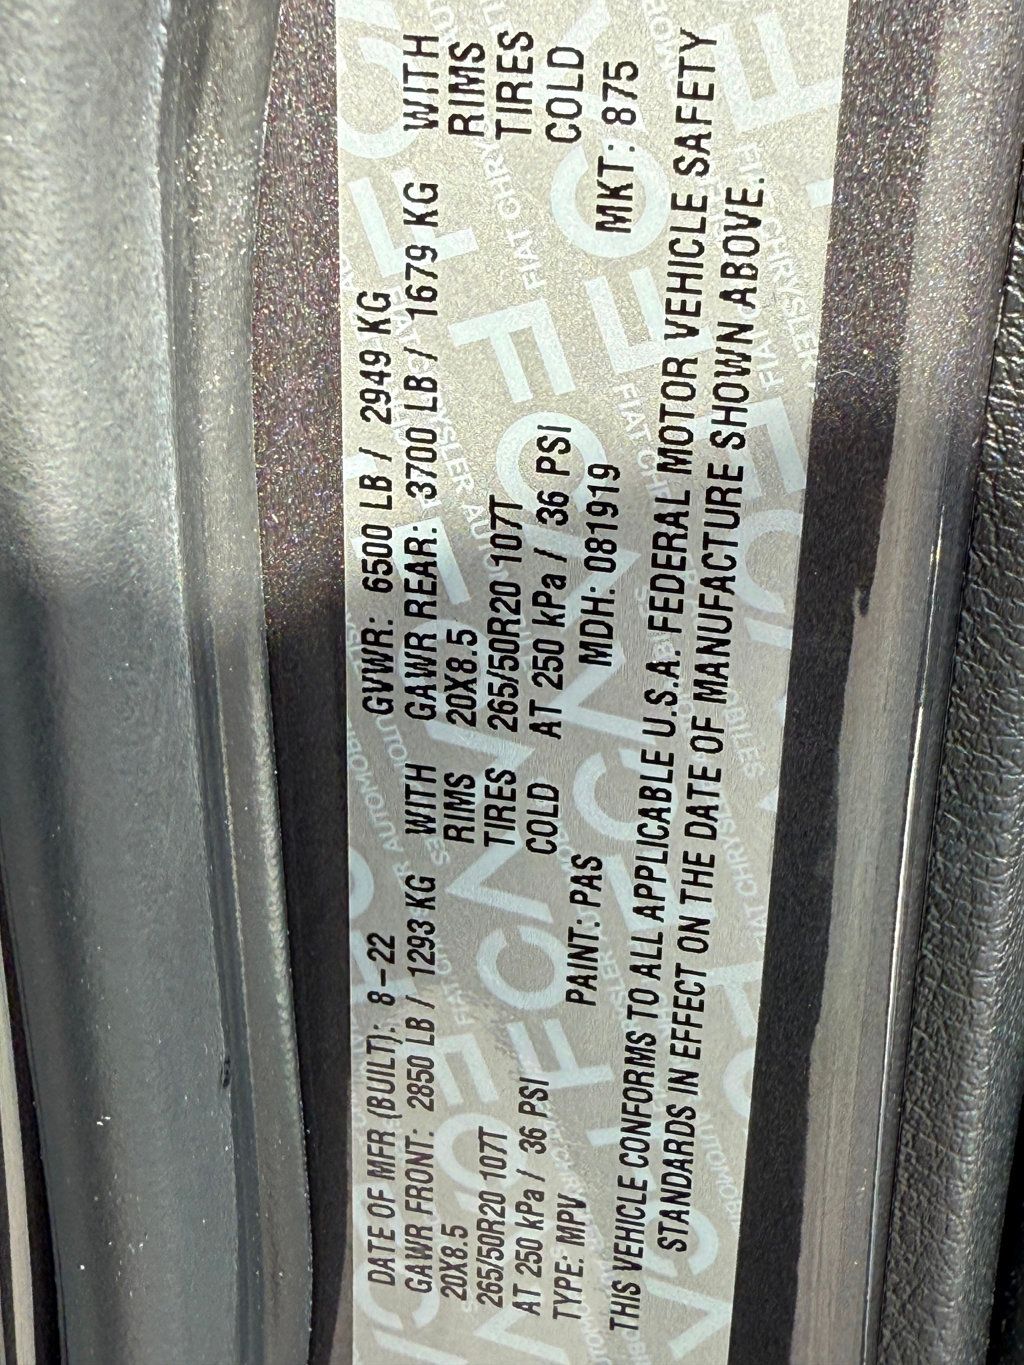 DATE OF MFR (BUILT): 8-22 GVWR: 6500 LB / 2949 KG
GAWR FRONT: 2850 LB / 1293 KG WITH GAWR REAR: 3700 LB / 1679 KG WITH
20X8.5 RIMS 20X8.5 RIMS
265/50R20 107T TIRES 265/50R20 107T TIRES
AT 250 kPa / 36 PSI COLD AT 250 kPa / 36 PSI COLD
TYPE: MPV PAINT: PAS MDH: 081919 MKT: 875
THIS VEHICLE CONFORMS TO ALL APPLICABLE U.S.A. FEDERAL MOTOR VEHICLE SAFETY
STANDARDS IN EFFECT ON THE DATE OF MANUFACTURE SHOWN ABOVE.